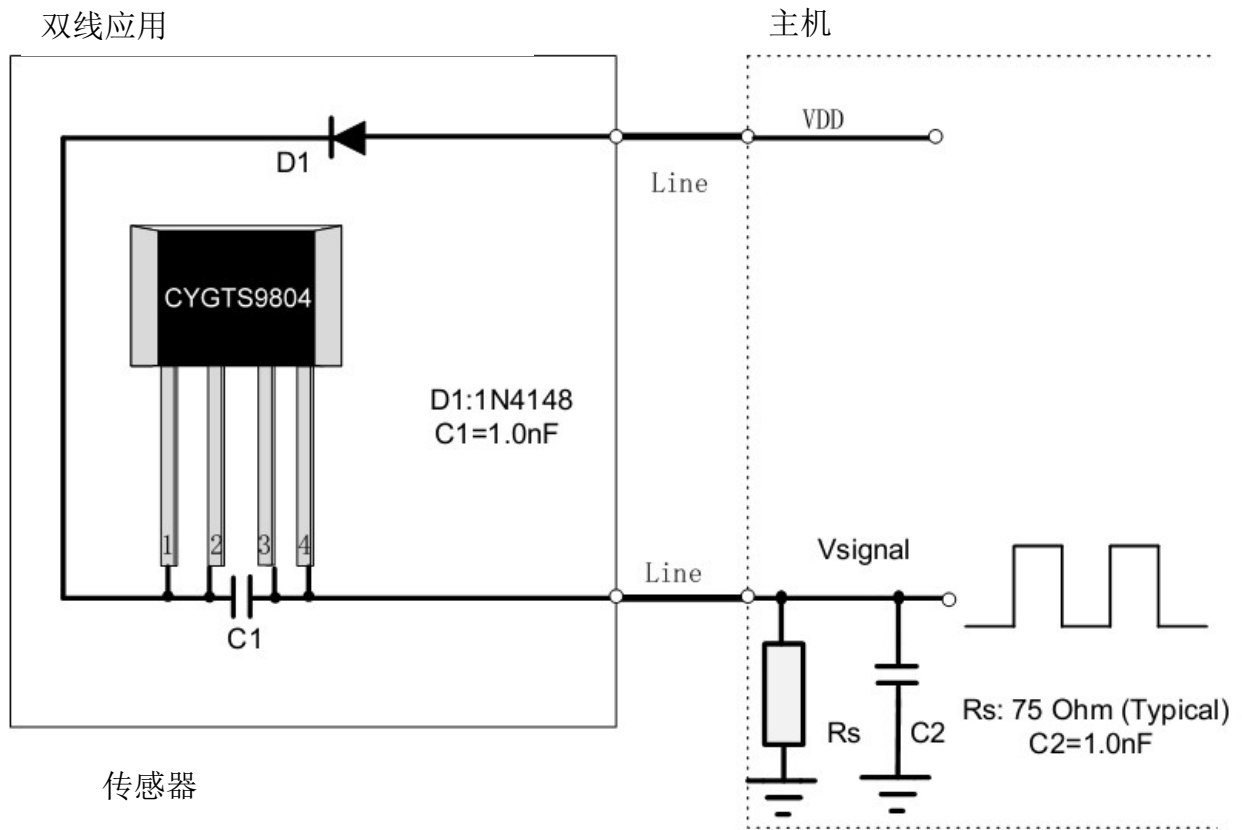 双线应用
主机
VDD
D1
Line
CYGTS9804
D1:1N4148
C1=1.0nF
1 2 3 4
Vsignal
Line
C1
Rs: 75 Ohm (Typical)
Rs C2
C2=1.0nF
传感器